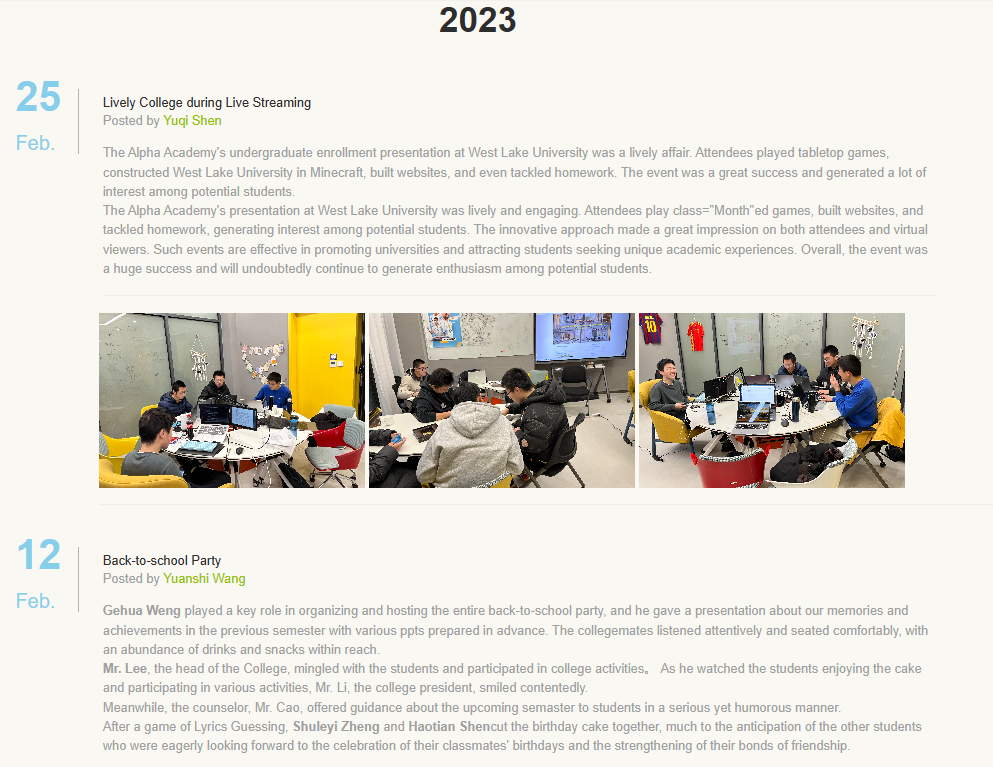 2023
25
Feb.
Lively College during Live Streaming
Posted by Yuqi Shen
The Alpha Academy's undergraduate enrollment presentation at West Lake University was a lively affair. Attendees played tabletop games,
constructed West Lake University in Minecraft, built websites, and even tackled homework. The event was a great success and generated a lot of
interest among potential students.
The Alpha Academy's presentation at West Lake University was lively and engaging. Attendees play class="Month"ed games, built websites, and
tackled homework, generating interest among potential students. The innovative approach made a great impression on both attendees and virtual
viewers. Such events are effective in promoting universities and attracting students seeking unique academic experiences. Overall, the event was
a huge success and will undoubtedly continue to generate enthusiasm among potential students.
10
12
Feb.
Back-to-school Party
Posted by Yuanshi Wang
Gehua Weng played a key role in organizing and hosting the entire back-to-school party, and he gave a presentation about our memories and
achievements in the previous semester with various ppts prepared in advance. The collegemates listened attentively and seated comfortably, with
an abundance of drinks and snacks within reach.
Mr. Lee, the head of the College, mingled with the students and participated in college activities。 As he watched the students enjoying the cake
and participating in various activities, Mr. Li, the college president, smiled contentedly.
Meanwhile, the counselor, Mr. Cao, offered guidance about the upcoming semaster to students in a serious yet humorous manner.
After a game of Lyrics Guessing, Shuleyi Zheng and Haotian Shencut the birthday cake together, much to the anticipation of the other students
who were eagerly looking forward to the celebration of their classmates' birthdays and the strengthening of their bonds of friendship.